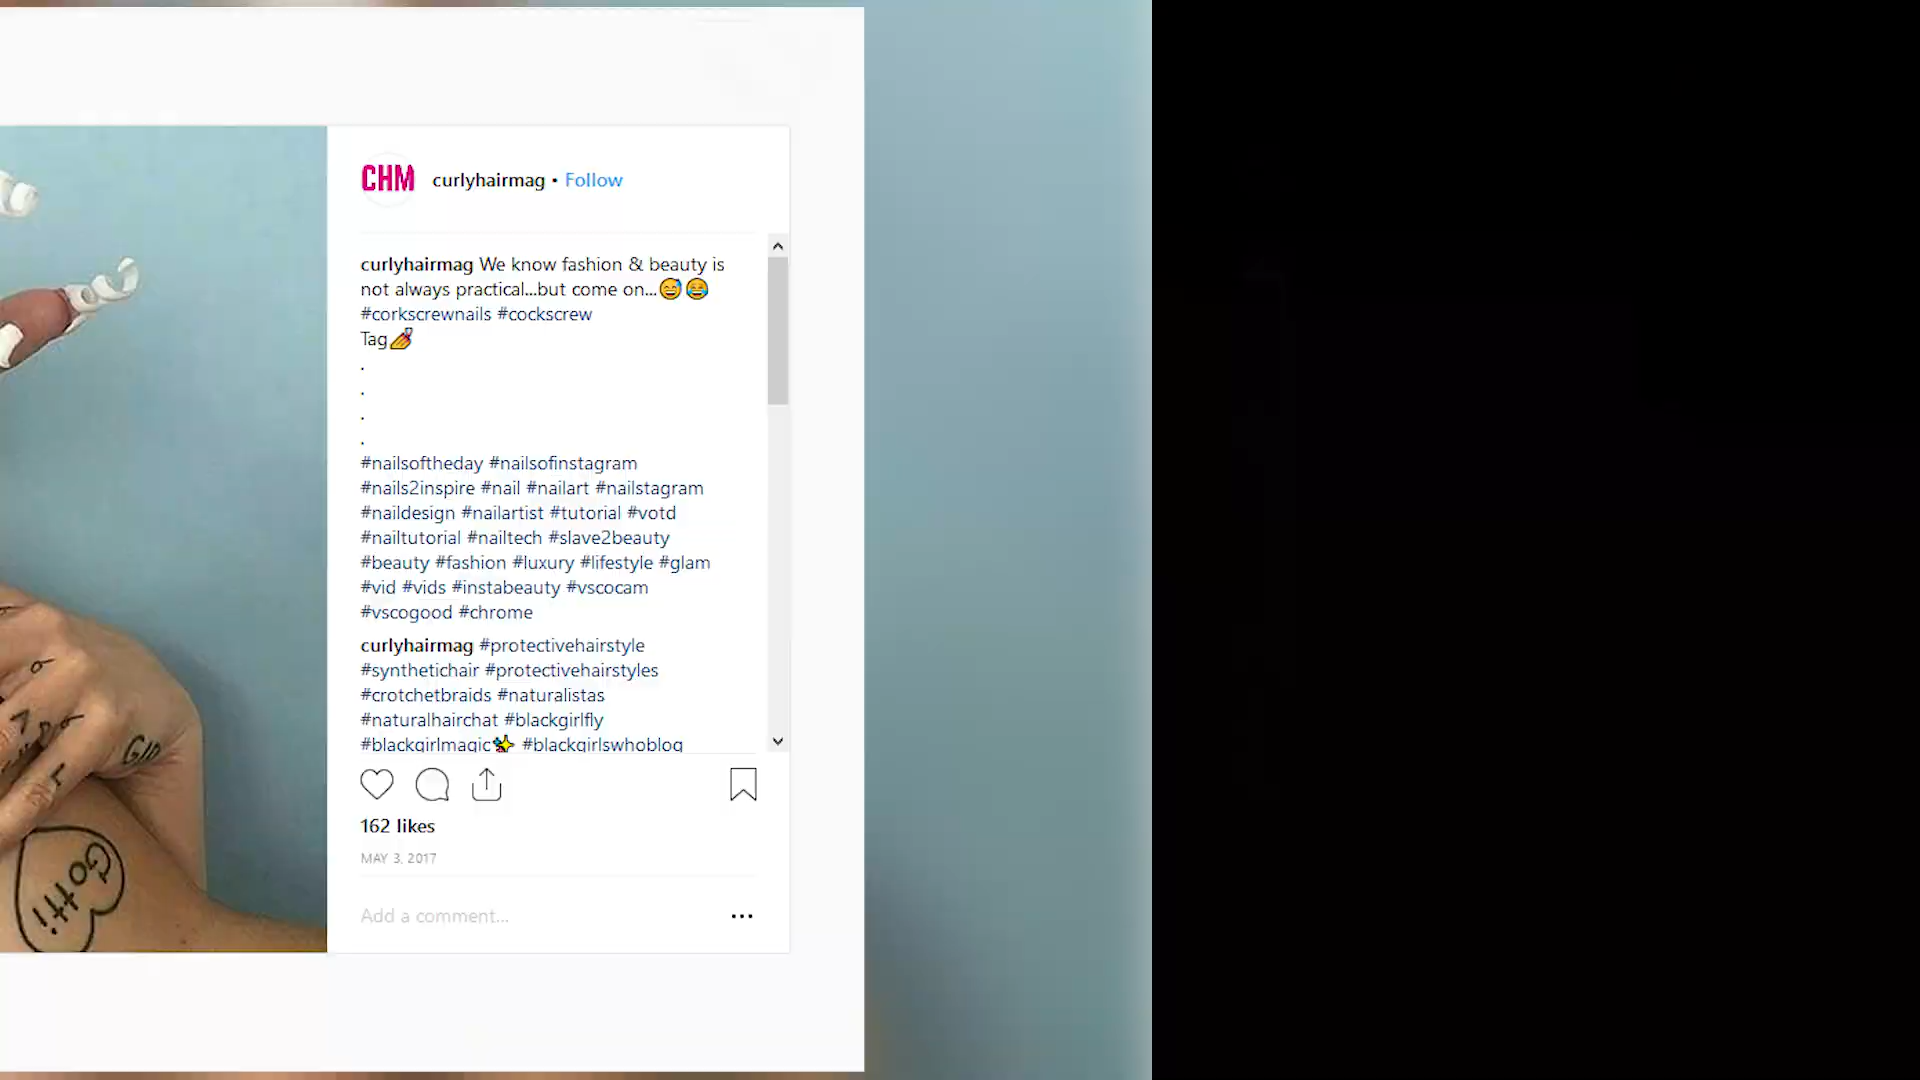 CHM curlyhairmag • Follow
curlyhairmag We know fashion & beauty is
not always practical...but come on...😅😂
#corkscrewnails #cockscrew
Tag💅
.
.
.
.
#nailsoftheday #nailsofinstagram
#nails2inspire #nail #nailart #nailstagram
#naildesign #nailartist #tutorial #votd
#nailtutorial #nailtech #slave2beauty
#beauty #fashion #luxury #lifestyle #glam
#vid #vids #instabeauty #vscocam
#vscogood #chrome
curlyhairmag #protectivehairstyle
#synthetichair #protectivehairstyles
#crotchetbraids #naturalistas
#naturalhairchat #blackgirlfly
#blackgirlmagic✨ #blackgirlswhoblog
162 likes
MAY 3, 2017
Add a comment...
Gotti